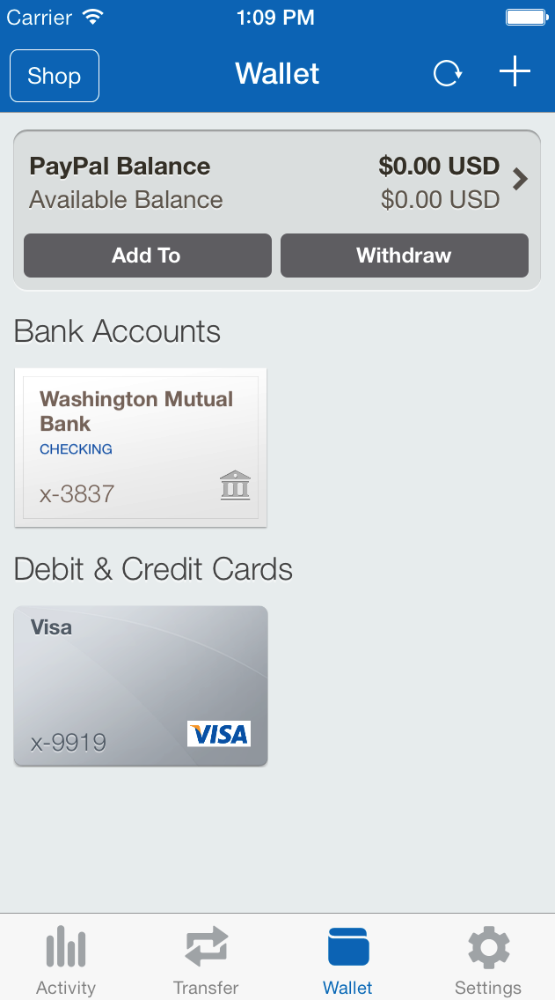 Carrier 1:09 PM
Shop Wallet
PayPal Balance $0.00 USD
Available Balance $0.00 USD
Add To Withdraw
Bank Accounts
Washington Mutual
Bank
CHECKING
x-3837
Debit & Credit Cards
Visa
x-9919 VISA
Activity Transfer Wallet Settings